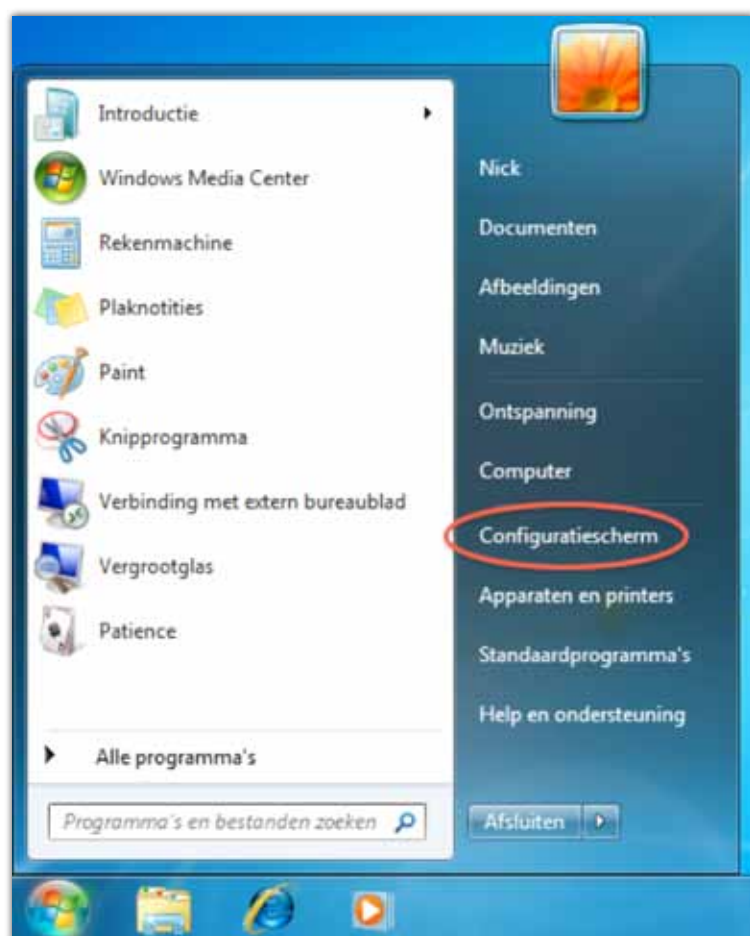 Introductie
Windows Media Center
Rekenmachine
Plaknotities
Paint
Knipprogramma
Verbinding met extern bureaublad
Vergrootglas
Patience
Alle programma's
Programma's en bestanden zoeken
Nick
Documenten
Afbeeldingen
Muziek
Ontspanning
Computer
Configuratiescherm
Apparaten en printers
Standaardprogramma's
Help en ondersteuning
Afsluiten